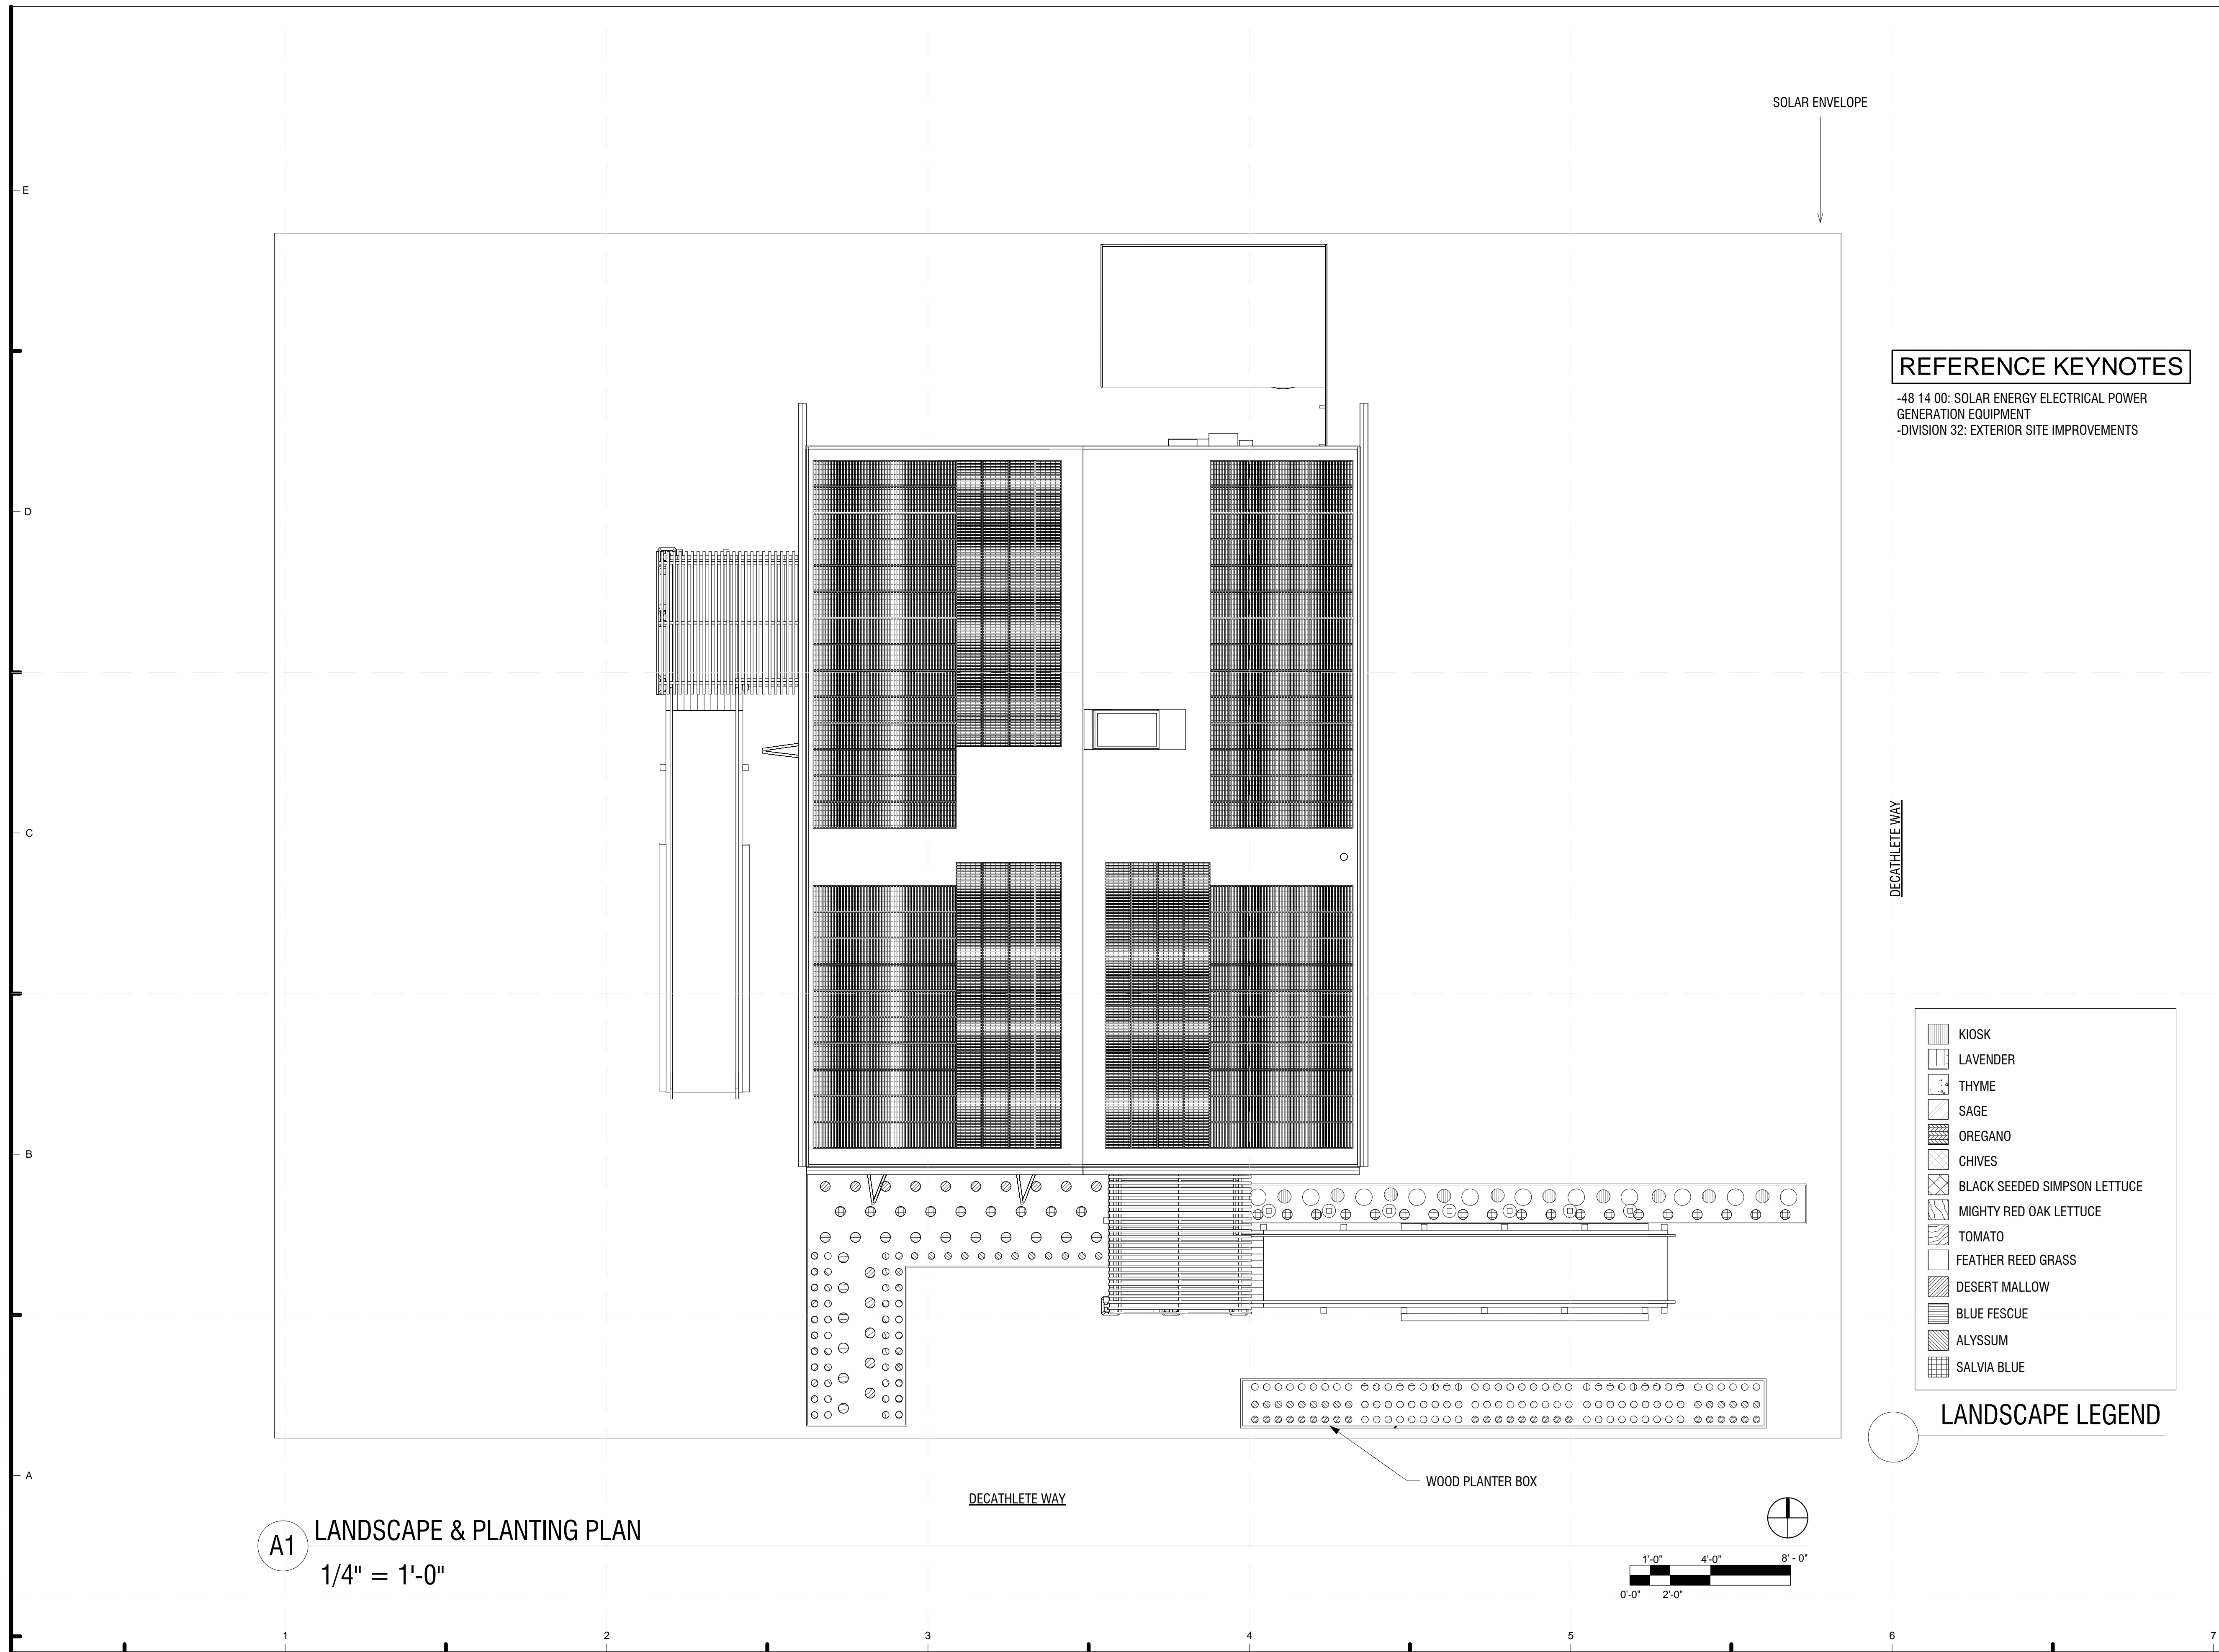 SOLAR ENVELOPE
E
REFERENCE KEYNOTES
-48 14 00: SOLAR ENERGY ELECTRICAL POWER
GENERATION EQUIPMENT
-DIVISION 32: EXTERIOR SITE IMPROVEMENTS
D
C
DECATHLETE WAY
KIOSK
LAVENDER
THYME
SAGE
OREGANO
CHIVES
BLACK SEEDED SIMPSON LETTUCE
MIGHTY RED OAK LETTUCE
TOMATO
FEATHER REED GRASS
DESERT MALLOW
BLUE FESCUE
ALYSSUM
SALVIA BLUE
B
LANDSCAPE LEGEND
A
WOOD PLANTER BOX
DECATHLETE WAY
A1 LANDSCAPE & PLANTING PLAN
1/4" = 1'-0"
1'-0" 4'-0" 8' - 0"
0'-0" 2'-0"
1 2 3 4 5 6 7